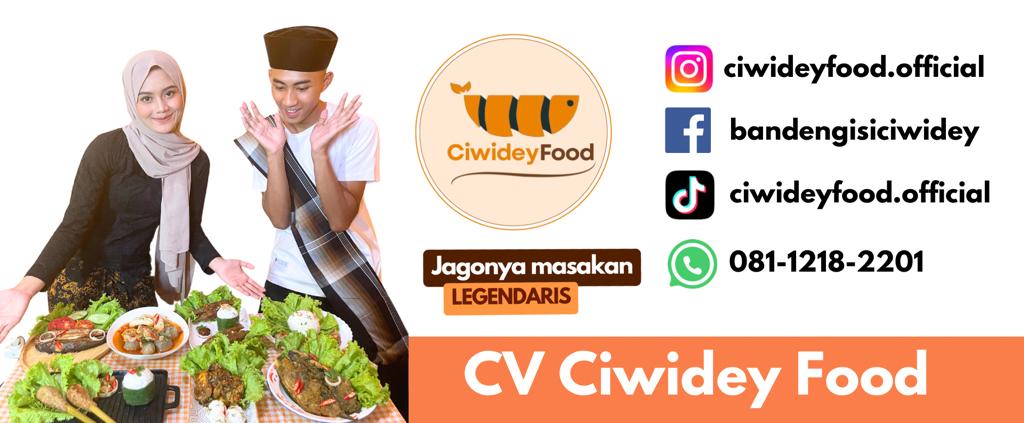 CiwideyFood
Jagonya masakan
LEGENDARIS
ciwideyfood.official
bandengisiciwidey
ciwideyfood.official
081-1218-2201
CV Ciwidey Food